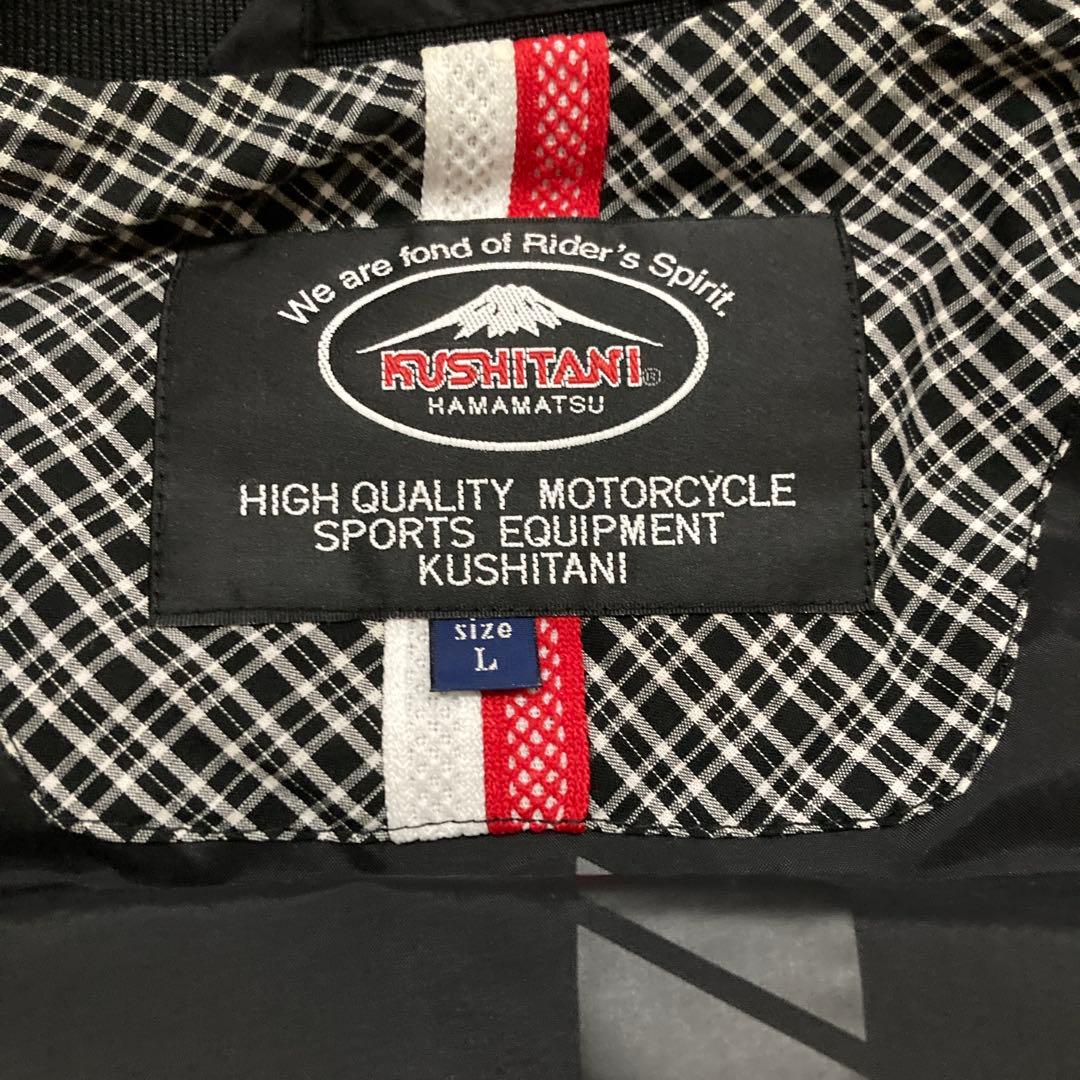 We are fond of Rider's Spirit.
KUSHITANI®
HAMAMATSU
HIGH QUALITY MOTORCYCLE
SPORTS EQUIPMENT
KUSHITANI
size
L